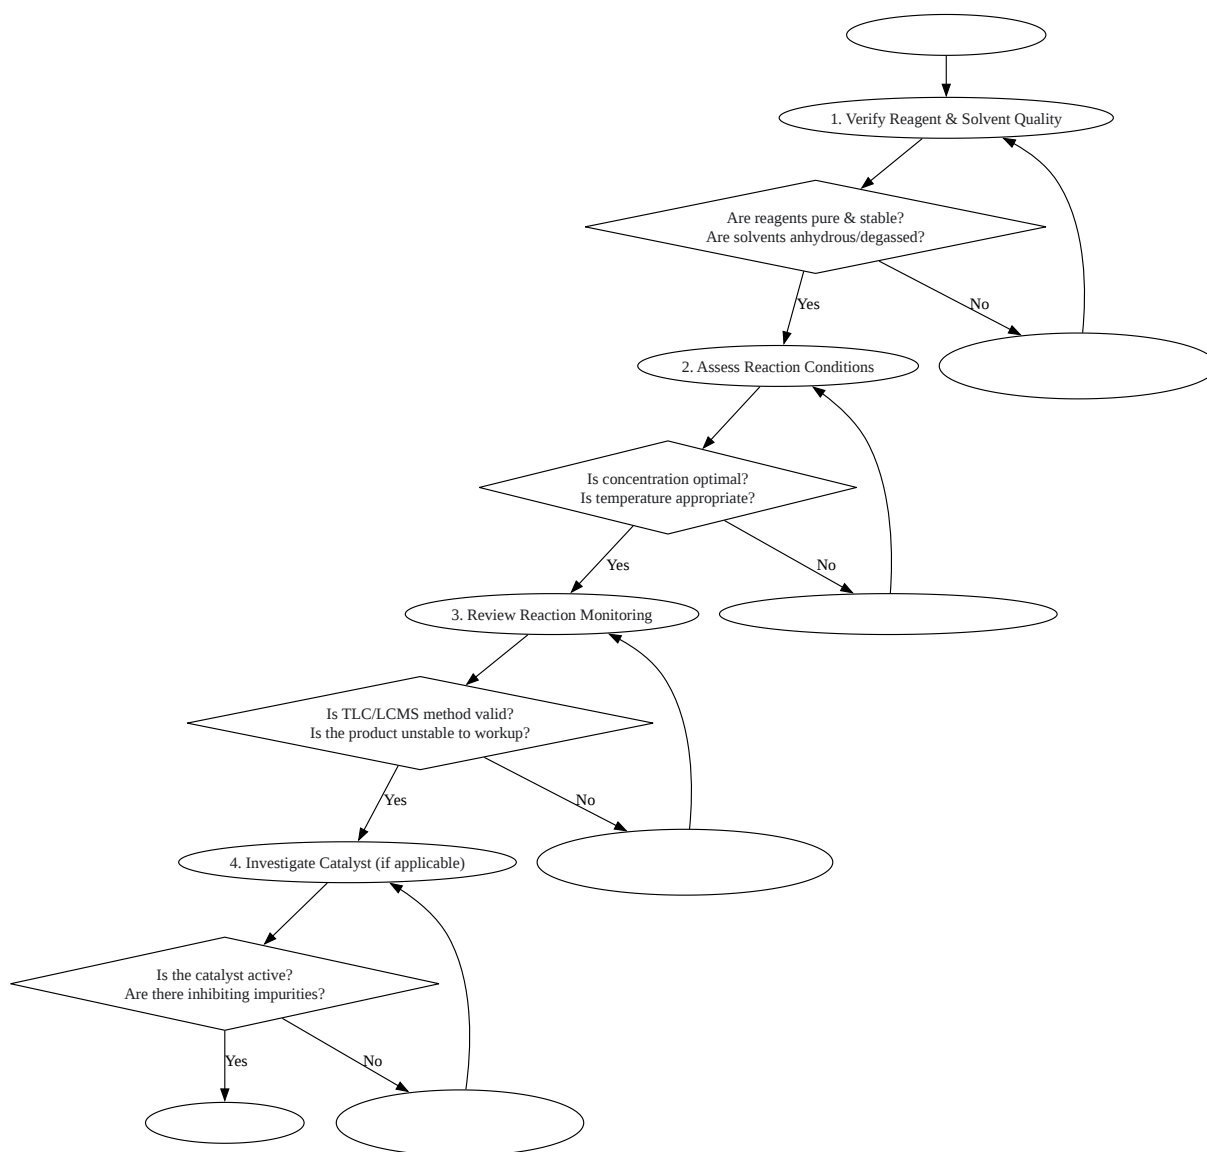 1. Verify Reagent & Solvent Quality
Are reagents pure & stable?
Are solvents anhydrous/degassed?
Yes
No
2. Assess Reaction Conditions
Is concentration optimal?
Is temperature appropriate?
Yes
No
3. Review Reaction Monitoring
Is TLC/LCMS method valid?
Is the product unstable to workup?
Yes
No
4. Investigate Catalyst (if applicable)
Is the catalyst active?
Are there inhibiting impurities?
Yes
No